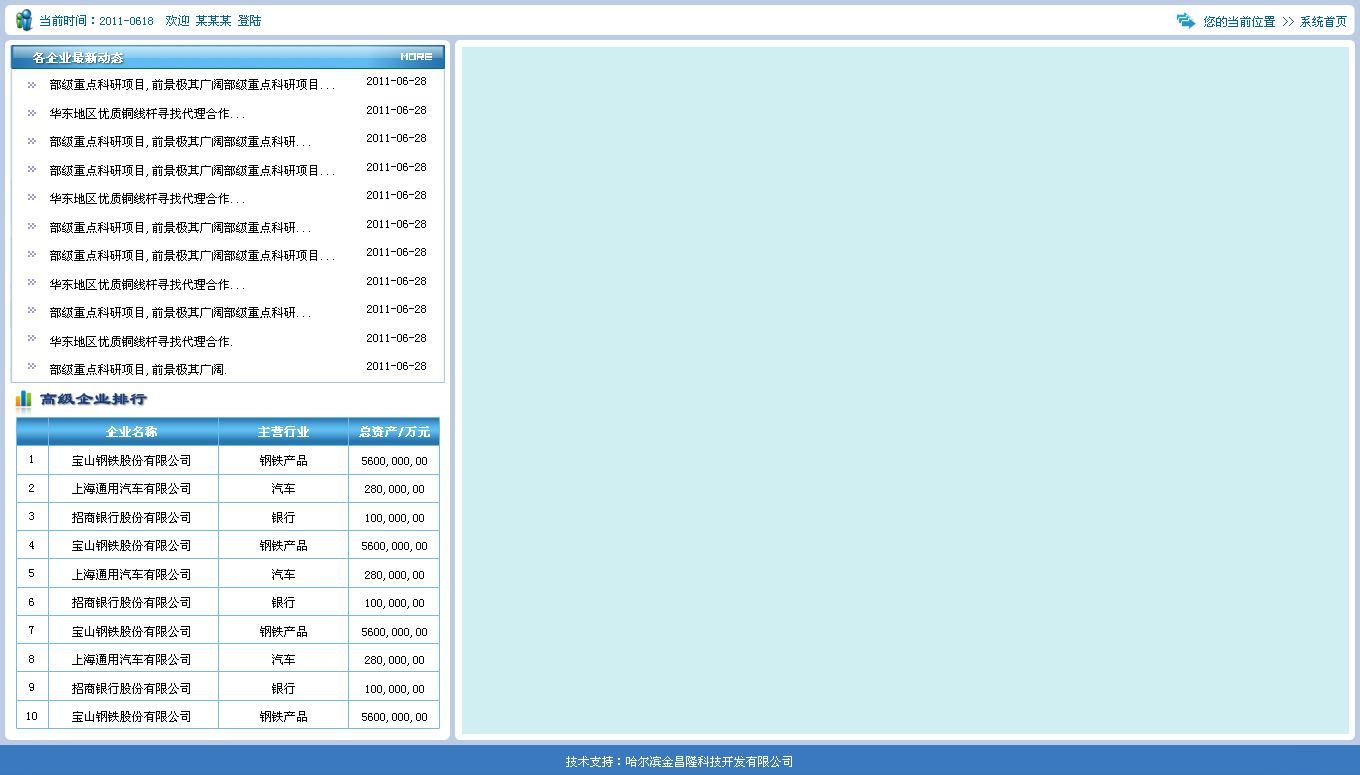 当前时间：2011-0618 欢迎 某某某 登陆
您的当前位置 >> 系统首页
各企业最新动态 MORE
部级重点科研项目,前景极其广阔部级重点科研项目... 2011-06-28
华东地区优质铜线杆寻找代理合作... 2011-06-28
部级重点科研项目,前景极其广阔部级重点科研... 2011-06-28
部级重点科研项目,前景极其广阔部级重点科研项目... 2011-06-28
华东地区优质铜线杆寻找代理合作... 2011-06-28
部级重点科研项目,前景极其广阔部级重点科研... 2011-06-28
部级重点科研项目,前景极其广阔部级重点科研项目... 2011-06-28
华东地区优质铜线杆寻找代理合作... 2011-06-28
部级重点科研项目,前景极其广阔部级重点科研... 2011-06-28
华东地区优质铜线杆寻找代理合作. 2011-06-28
部级重点科研项目,前景极其广阔. 2011-06-28
高级企业排行
企业名称 主营行业 总资产/万元
1 宝山钢铁股份有限公司 钢铁产品 5600,000,00
2 上海通用汽车有限公司 汽车 280,000,00
3 招商银行股份有限公司 银行 100,000,00
4 宝山钢铁股份有限公司 钢铁产品 5600,000,00
5 上海通用汽车有限公司 汽车 280,000,00
6 招商银行股份有限公司 银行 100,000,00
7 宝山钢铁股份有限公司 钢铁产品 5600,000,00
8 上海通用汽车有限公司 汽车 280,000,00
9 招商银行股份有限公司 银行 100,000,00
10 宝山钢铁股份有限公司 钢铁产品 5600,000,00
技术支持：哈尔滨金昌隆科技开发有限公司